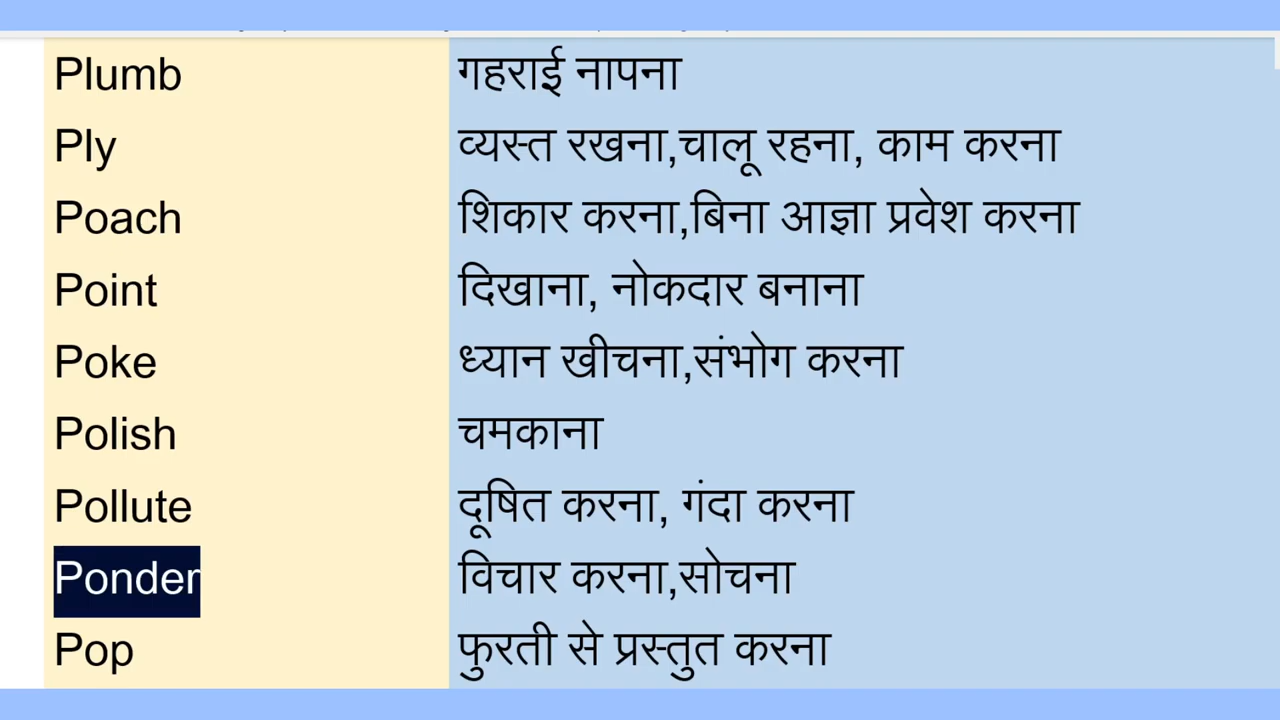 Plumb गहराई नापना
Ply व्यस्त रखना,चालू रहना, काम करना
Poach शिकार करना,बिना आज्ञा प्रवेश करना
Point दिखाना, नोकदार बनाना
Poke ध्यान खीचना,संभोग करना
Polish चमकाना
Pollute दूषित करना, गंदा करना
Ponder विचार करना,सोचना
Pop फुरती से प्रस्तुत करना